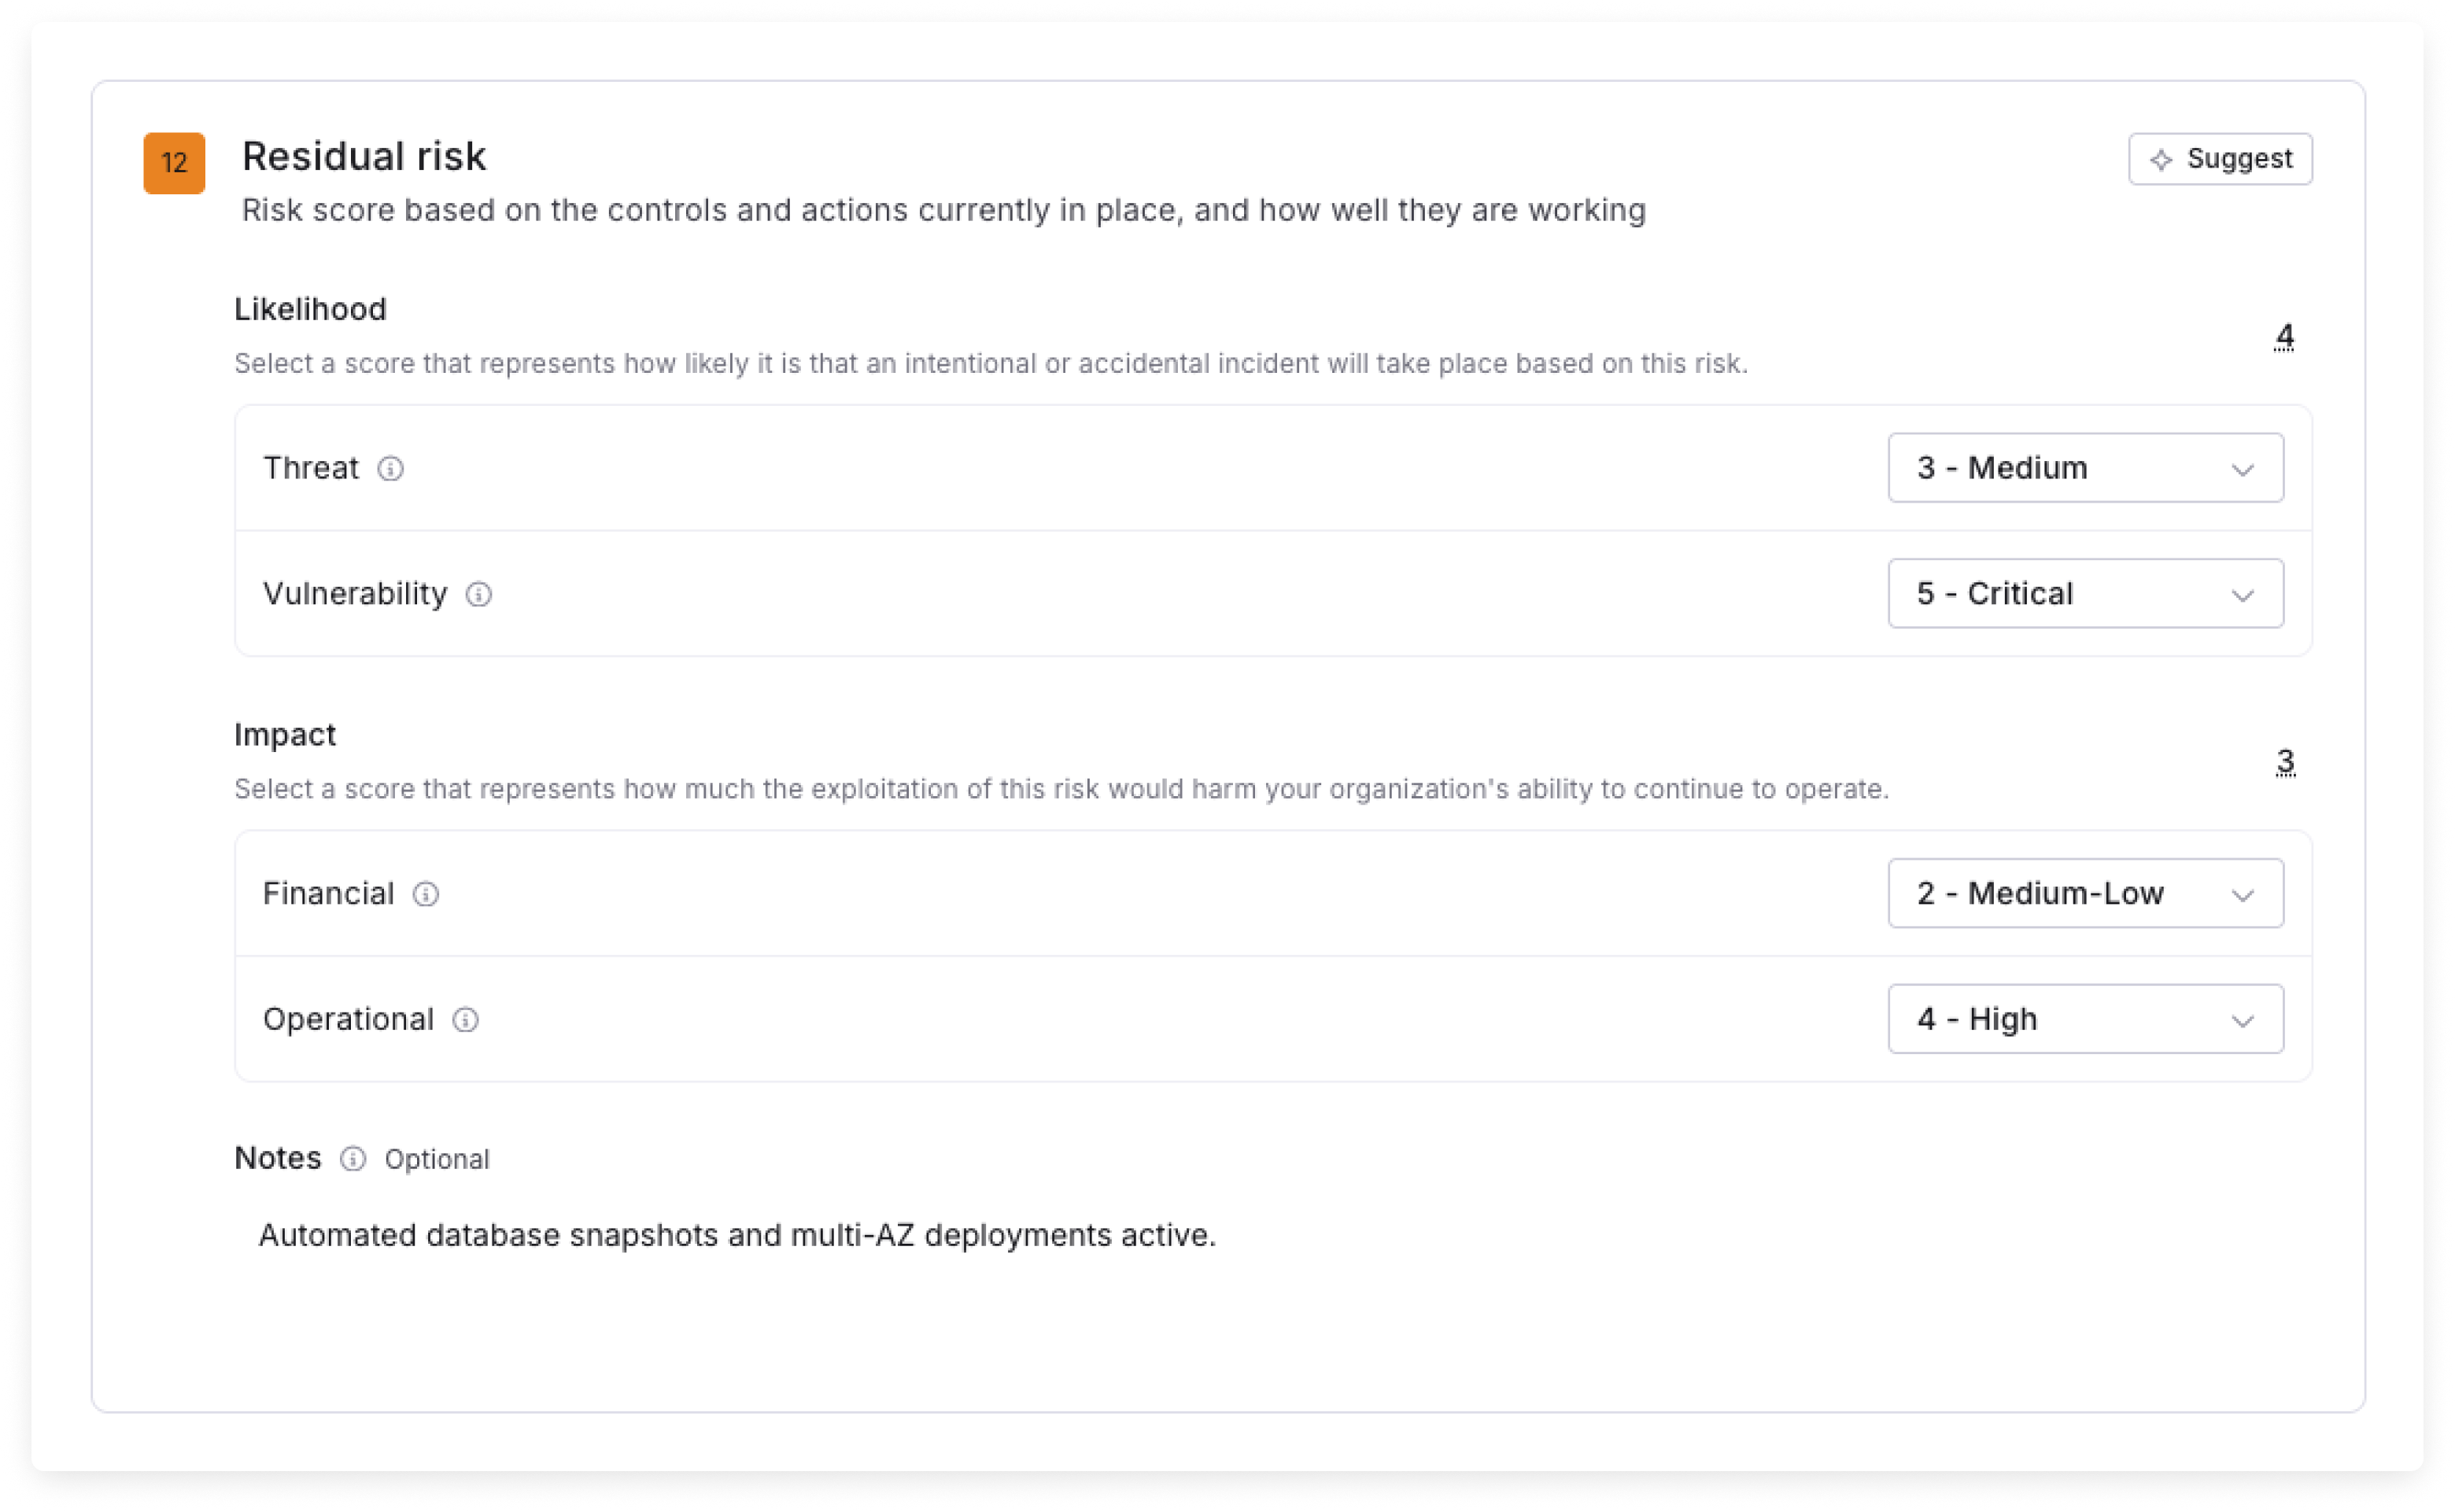 12
Residual risk
Suggest
Risk score based on the controls and actions currently in place, and how well they are working
Likelihood
4
Select a score that represents how likely it is that an intentional or accidental incident will take place based on this risk.
Threat
3 - Medium
Vulnerability
5 - Critical
Impact
3
Select a score that represents how much the exploitation of this risk would harm your organization's ability to continue to operate.
Financial
2 - Medium-Low
Operational
4 - High
Notes Optional
Automated database snapshots and multi-AZ deployments active.